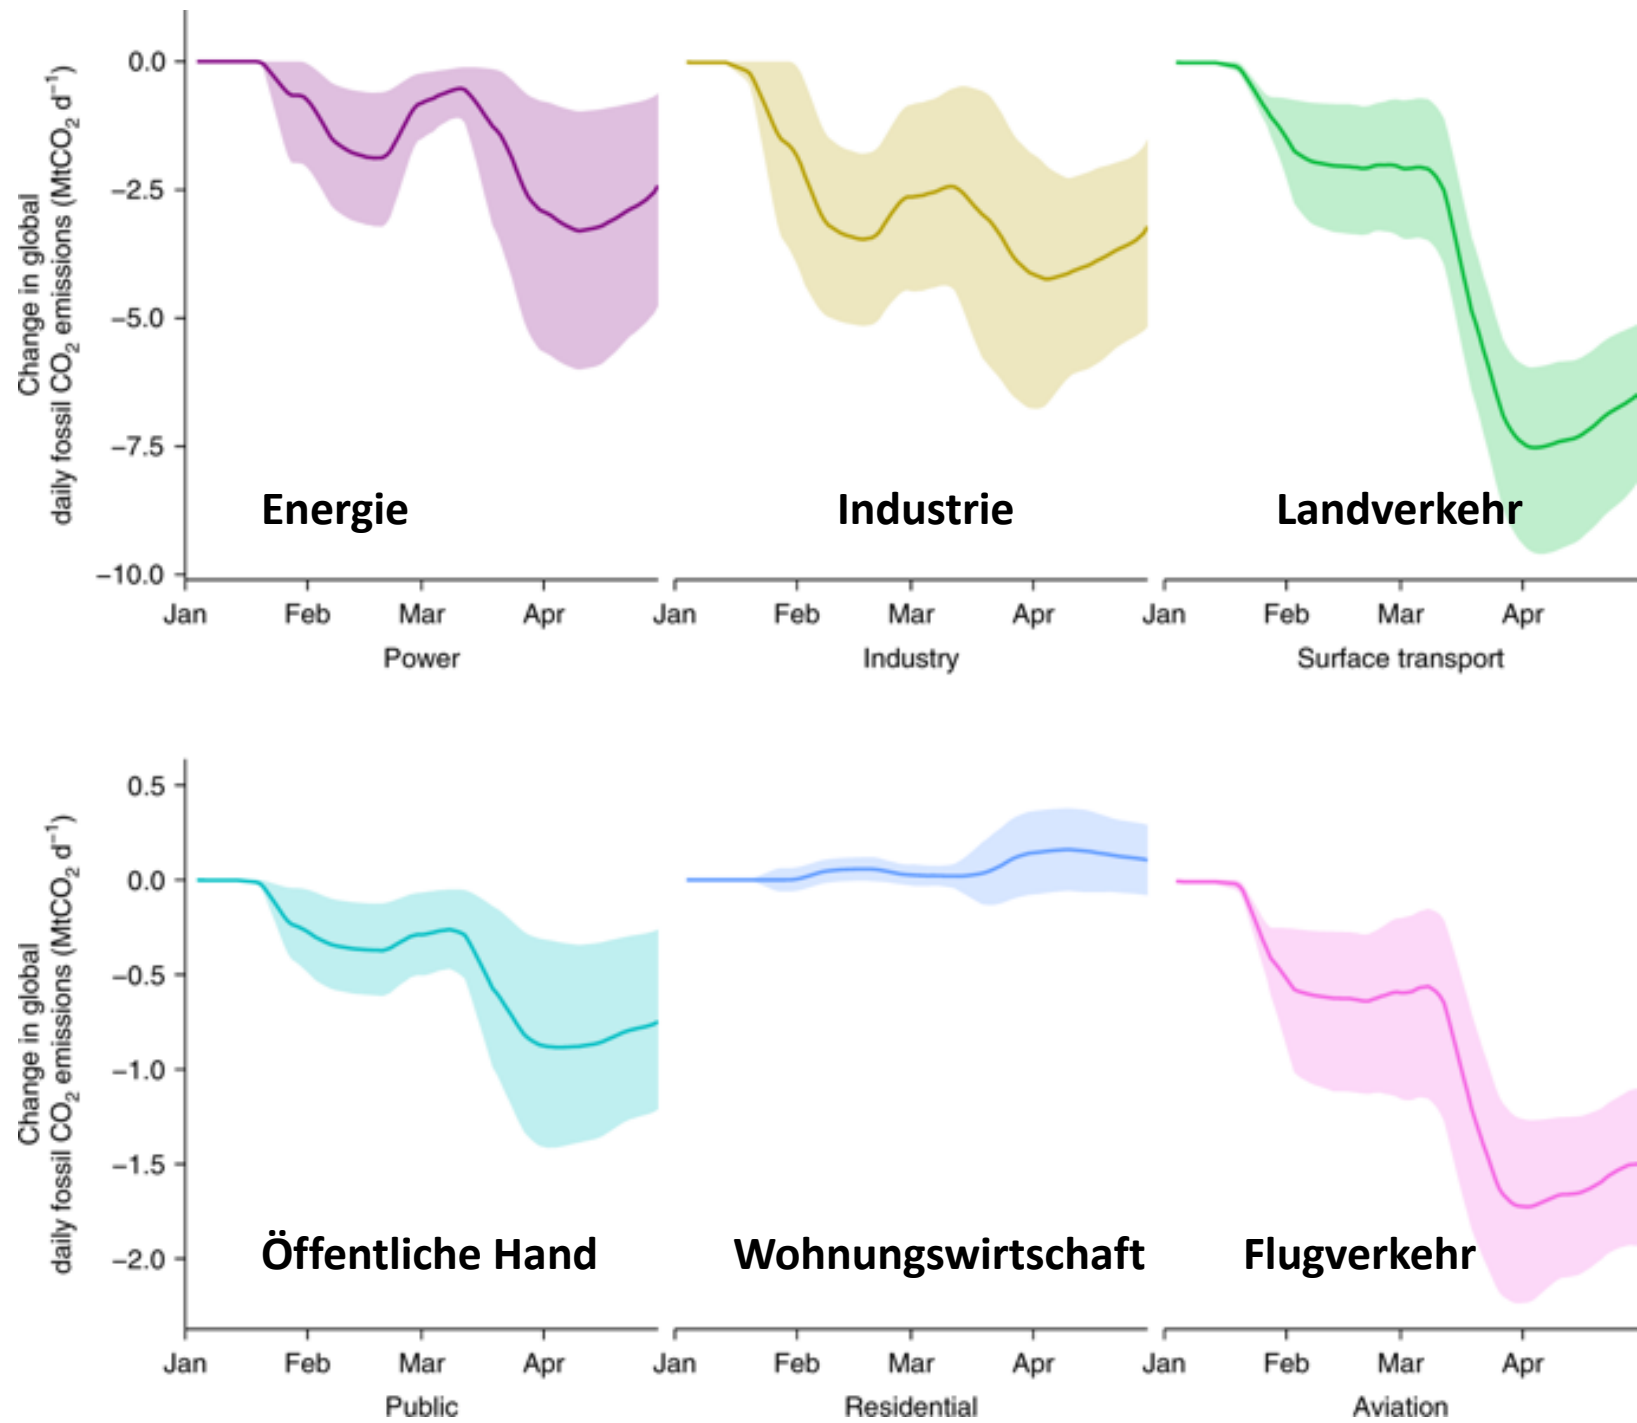 Change in global
daily fossil CO₂ emissions (MtCO₂ d⁻¹)
0.0
−2.5
−5.0
−7.5
−10.0
Energie
Industrie
Landverkehr
Jan Feb Mar Apr Jan Feb Mar Apr Jan Feb Mar Apr
Power
Industry
Surface transport
Change in global
daily fossil CO₂ emissions (MtCO₂ d⁻¹)
0.5
0.0
−0.5
−1.0
−1.5
−2.0
Öffentliche Hand
Wohnungswirtschaft
Flugverkehr
Jan Feb Mar Apr Jan Feb Mar Apr Jan Feb Mar Apr
Public
Residential
Aviation